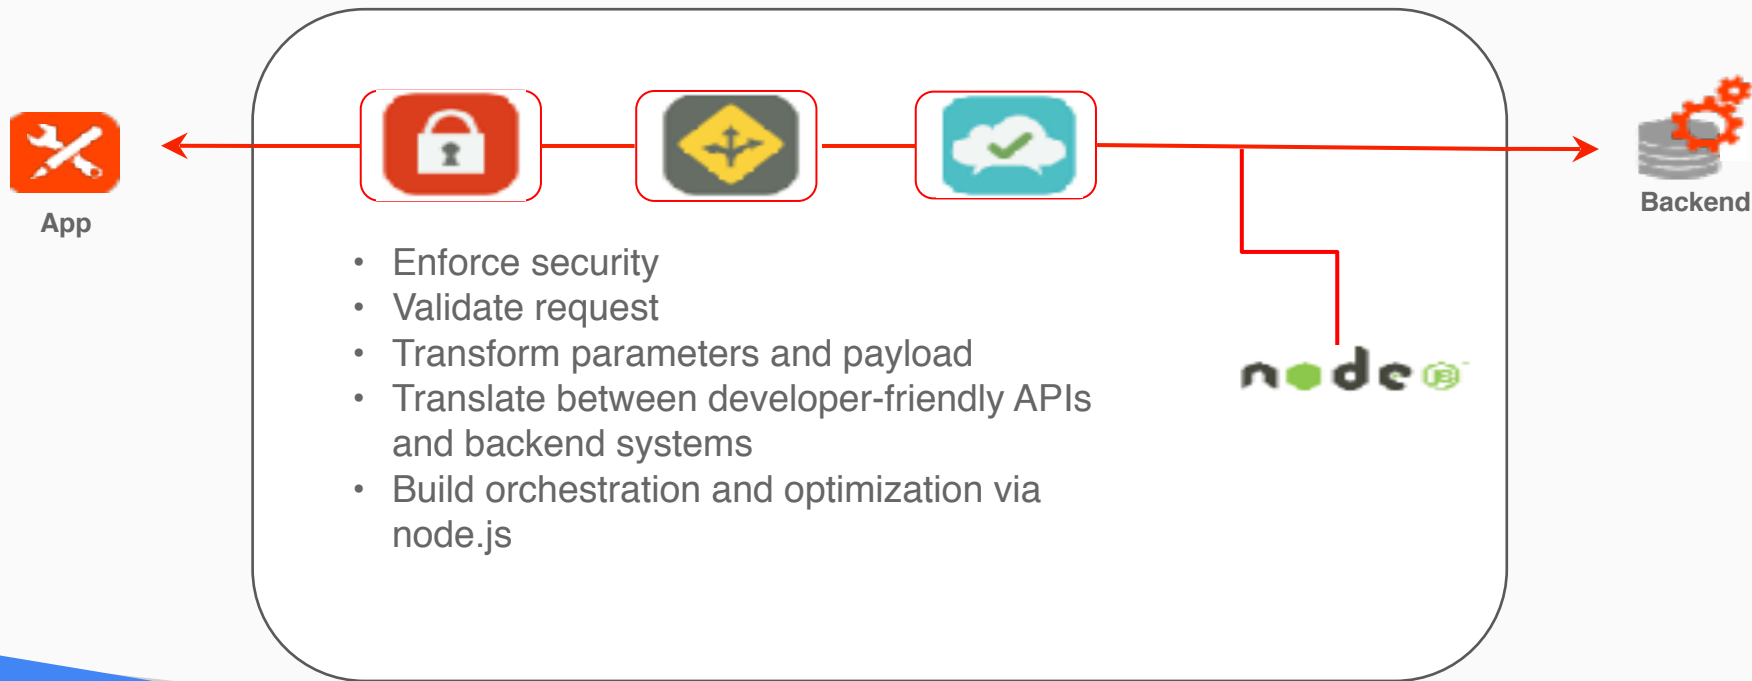 App
Backend
• Enforce security
• Validate request
• Transform parameters and payload
• Translate between developer-friendly APIs
and backend systems
• Build orchestration and optimization via
node.js
node